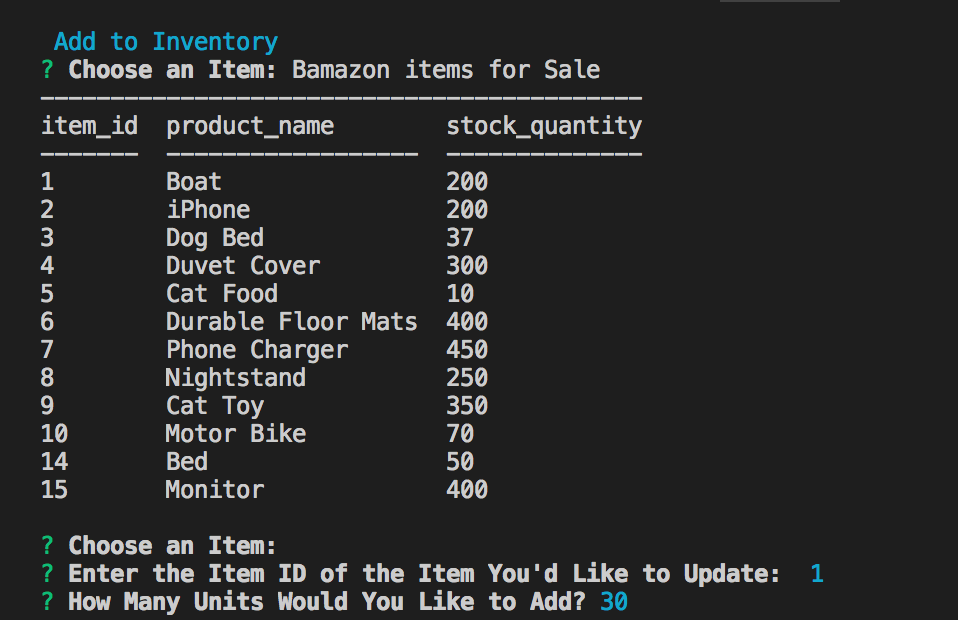 Add to Inventory
? Choose an Item: Bamazon items for Sale
-------------------------------------------
item_id  product_name        stock_quantity
-------  ------------------  --------------
1        Boat                200
2        iPhone              200
3        Dog Bed             37
4        Duvet Cover         300
5        Cat Food            10
6        Durable Floor Mats  400
7        Phone Charger       450
8        Nightstand          250
9        Cat Toy             350
10       Motor Bike          70
14       Bed                 50
15       Monitor             400
? Choose an Item:
? Enter the Item ID of the Item You'd Like to Update:  1
? How Many Units Would You Like to Add? 30